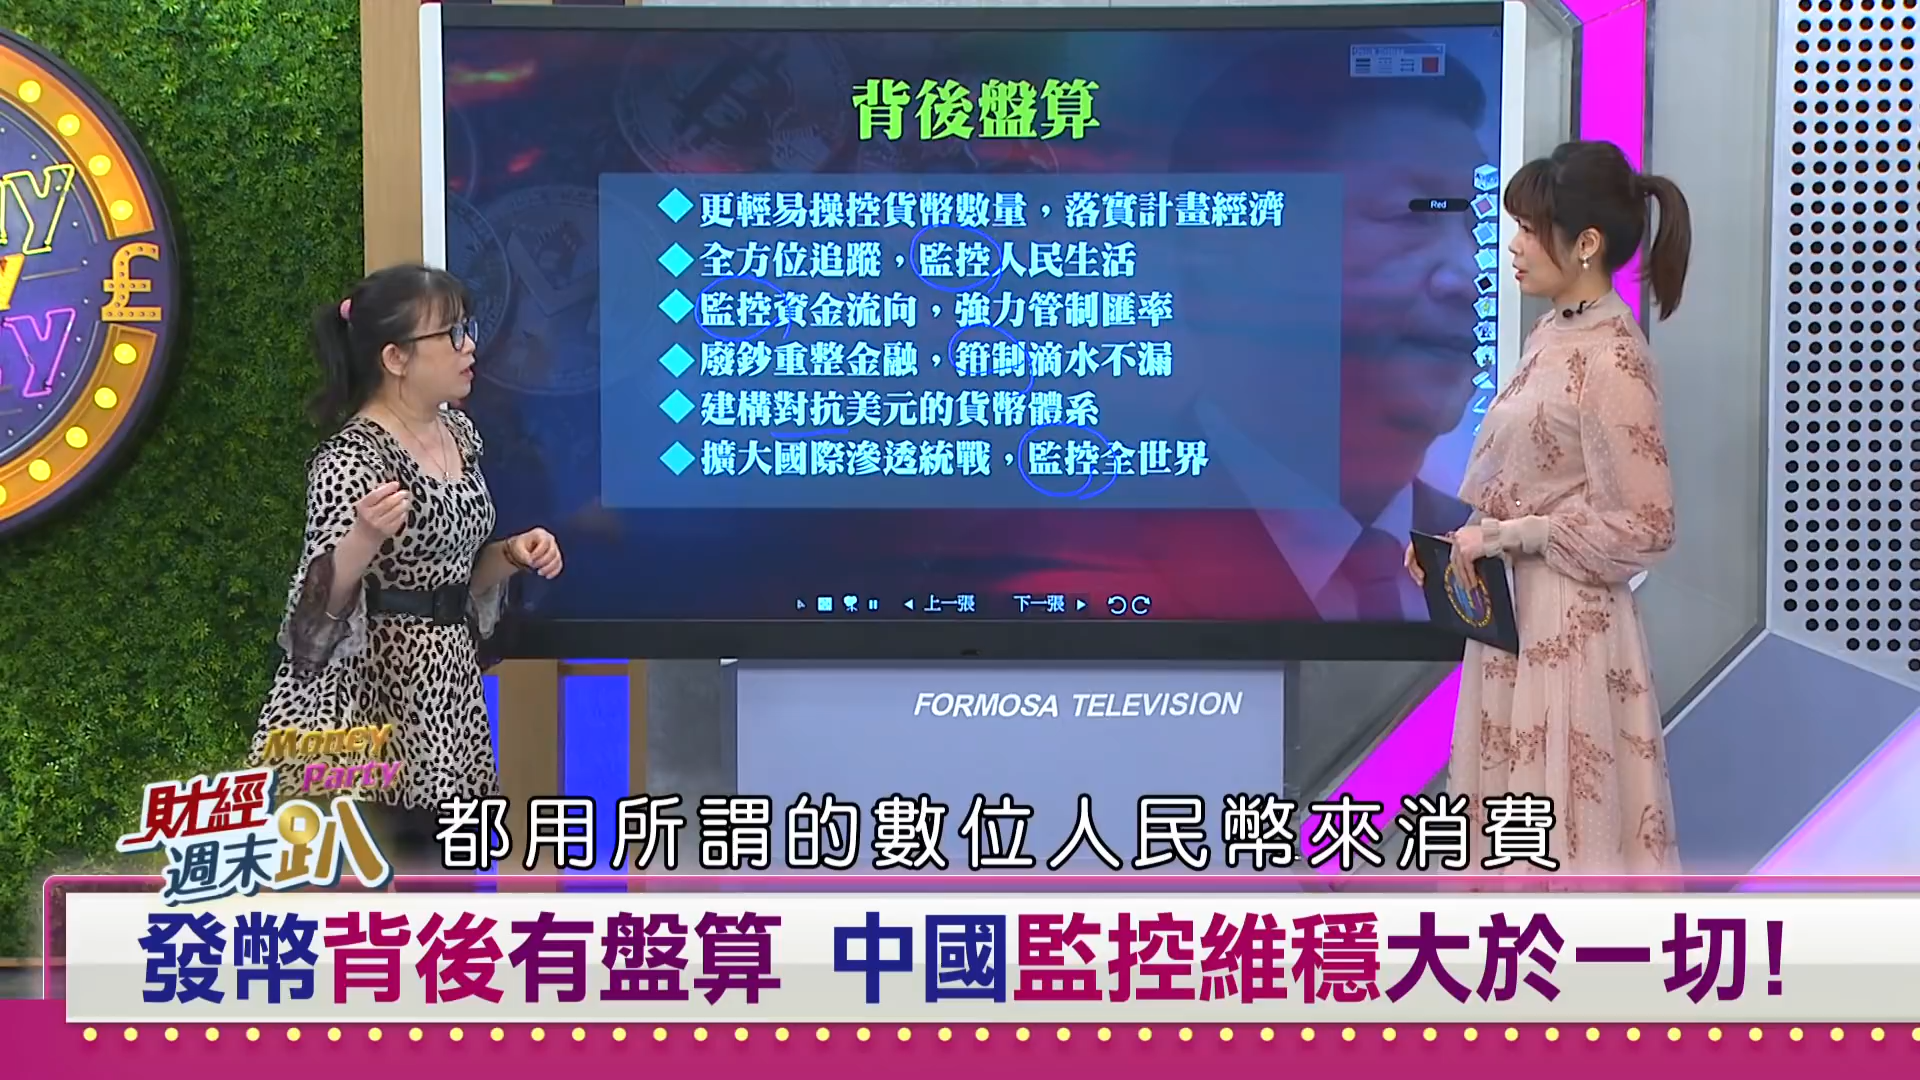 背後盤算
◆更輕易操控貨幣數量，落實計畫經濟
◆全方位追蹤，監控人民生活
◆監控資金流向，強力管制匯率
◆廢鈔重整金融，箝制滴水不漏
◆建構對抗美元的貨幣體系
◆擴大國際滲透統戰，監控全世界
Red
上一張 下一張
FORMOSA TELEVISION
Money
Party
財經
週末趴
都用所謂的數位人民幣來消費
發幣背後有盤算 中國監控維穩大於一切!